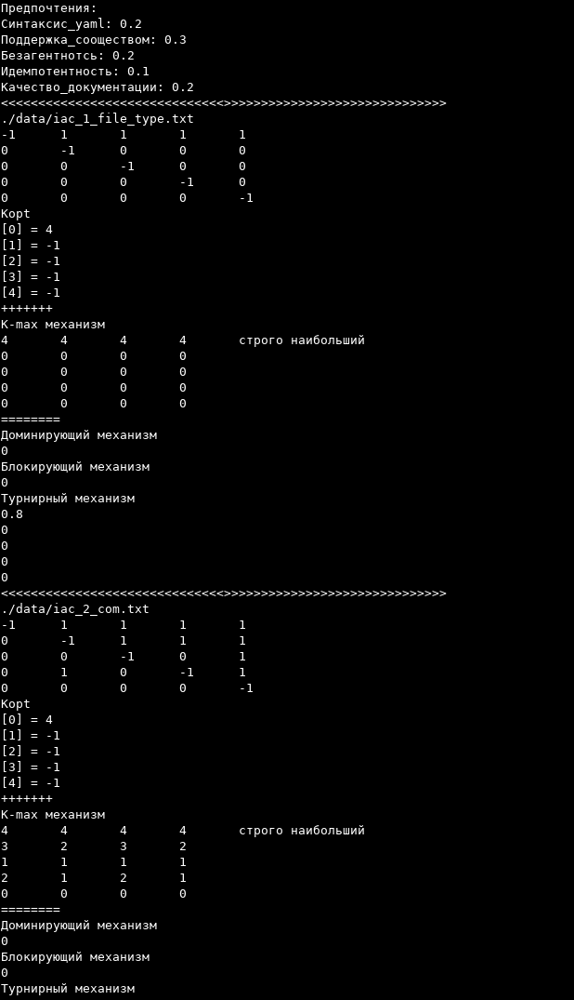 Предпочтения:
Синтаксис_yaml: 0.2
Поддержка_сооществом: 0.3
Безагентнотсь: 0.2
Идемпотентность: 0.1
Качество_документации: 0.2
<<<<<<<<<<<<<<<<<<<<<<<<<<<<<<>>>>>>>>>>>>>>>>>>>>>>>>>>>>>>
./data/iac_1_file_type.txt
-1 1 1 1 1
0 -1 0 0 0
0 0 -1 0 0
0 0 0 -1 0
0 0 0 0 -1
Kopt
[0] = 4
[1] = -1
[2] = -1
[3] = -1
[4] = -1
+++++++
K-max механизм
4 4 4 4 строго наибольший
0 0 0 0
0 0 0 0
0 0 0 0
0 0 0 0
========
Доминирующий механизм
0
Блокирующий механизм
0
Турнирный механизм
0.8
0
0
0
0
<<<<<<<<<<<<<<<<<<<<<<<<<<<<<<>>>>>>>>>>>>>>>>>>>>>>>>>>>>>>
./data/iac_2_com.txt
-1 1 1 1 1
0 -1 1 1 1
0 0 -1 0 1
0 1 0 -1 1
0 0 0 0 -1
Kopt
[0] = 4
[1] = -1
[2] = -1
[3] = -1
[4] = -1
+++++++
K-max механизм
4 4 4 4 строго наибольший
3 2 3 2
1 1 1 1
2 1 2 1
0 0 0 0
========
Доминирующий механизм
0
Блокирующий механизм
0
Турнирный механизм